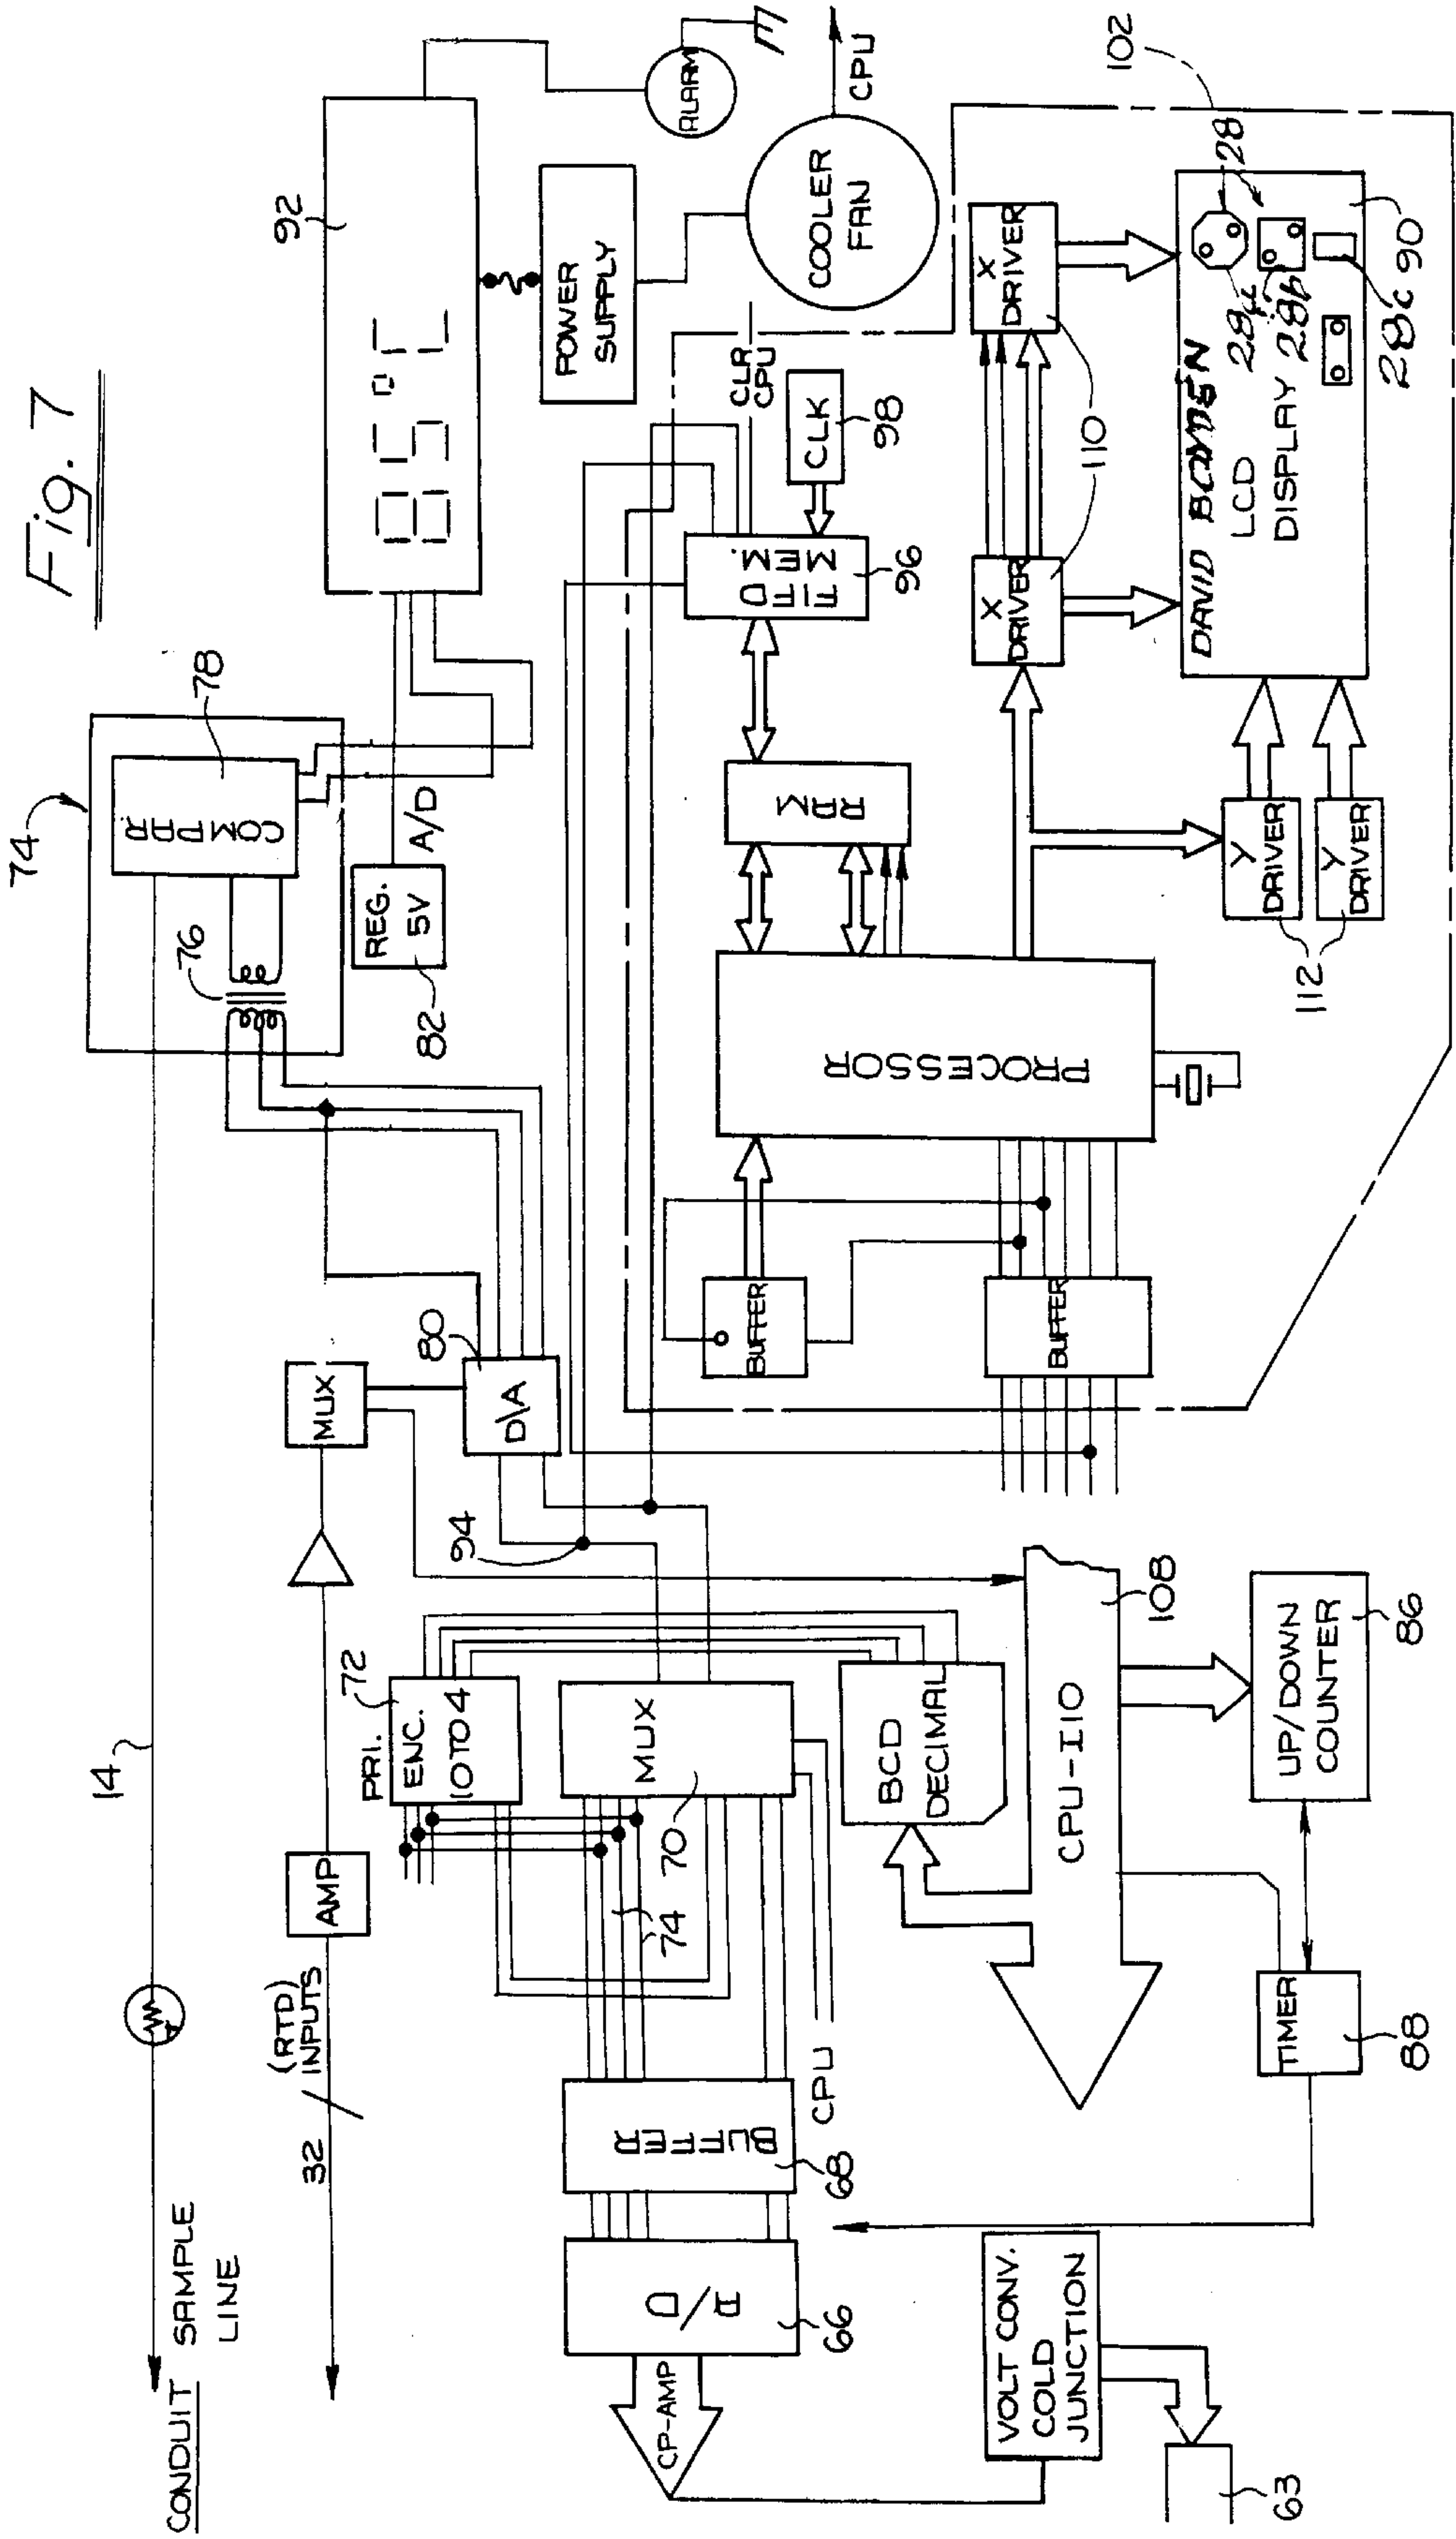 Fig. 7
CONDUIT
SAMPLE
LINE
14
74
COMPAR.
78
76
32
(RTD)
INPUTS
AMP
MUX
REG.
5V
82
A/D
92
85°C
ALARM
POWER
SUPPLY
COOLER
FAN
CPU
PRI.
ENC.
10 TO 4
72
D\A
80
94
CP-AMP
A/D
66
BUFFER
68
74
MUX
70
CPU
BCD
DECIMAL
CPU-I10
108
UP/DOWN
COUNTER
86
TIMER
88
VOLT CONV.
COLD
JUNCTION
63
BUFFER
BUFFER
PROCESSOR
RAM
FIFO
MEM.
96
CLR
CPU
CLK
98
102
X
DRIVER
X
DRIVER
110
Y
DRIVER
Y
DRIVER
112
LCD
DISPLAY
DAVID
28
28a
28b
28c
90